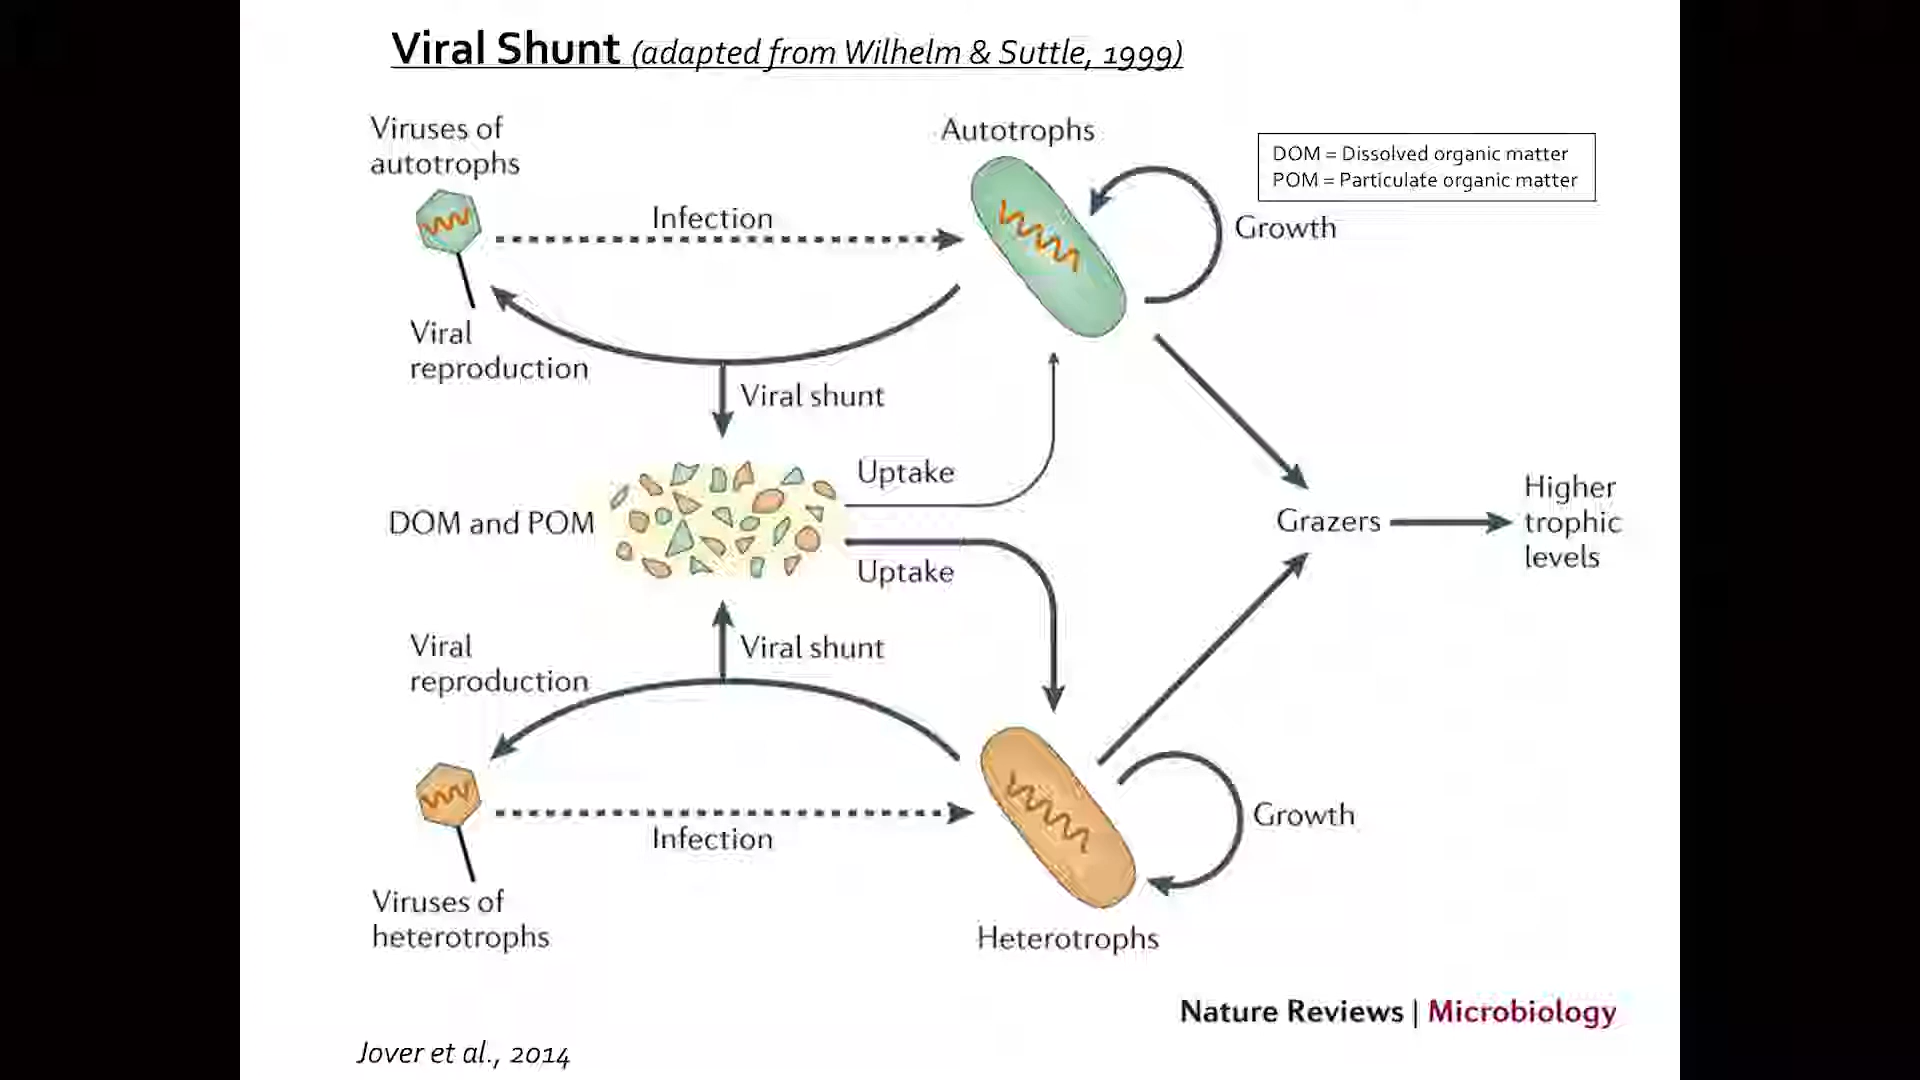 Viral Shunt (adapted from Wilhelm & Suttle, 1999)
Viruses of
autotrophs
Autotrophs
DOM = Dissolved organic matter
POM = Particulate organic matter
Infection
Growth
Viral
reproduction
Viral shunt
Uptake
DOM and POM
Uptake
Grazers
Higher
trophic
levels
Viral
reproduction
Viral shunt
Infection
Growth
Viruses of
heterotrophs
Heterotrophs
Nature Reviews | Microbiology
Jover et al., 2014